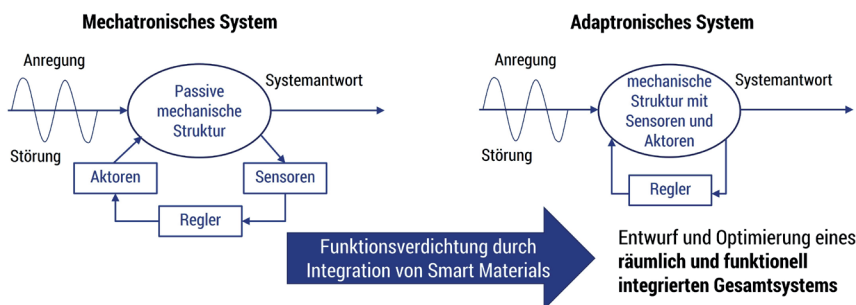 Mechatronisches System
Anregung
Störung
Passive
mechanische
Struktur
Systemantwort
Aktoren
Sensoren
Regler
Adaptronisches System
Anregung
Störung
mechanische
Struktur mit
Sensoren und
Aktoren
Systemantwort
Regler
Funktionsverdichtung durch
Integration von Smart Materials
Entwurf und Optimierung eines
räumlich und funktionell
integrierten Gesamtsystems